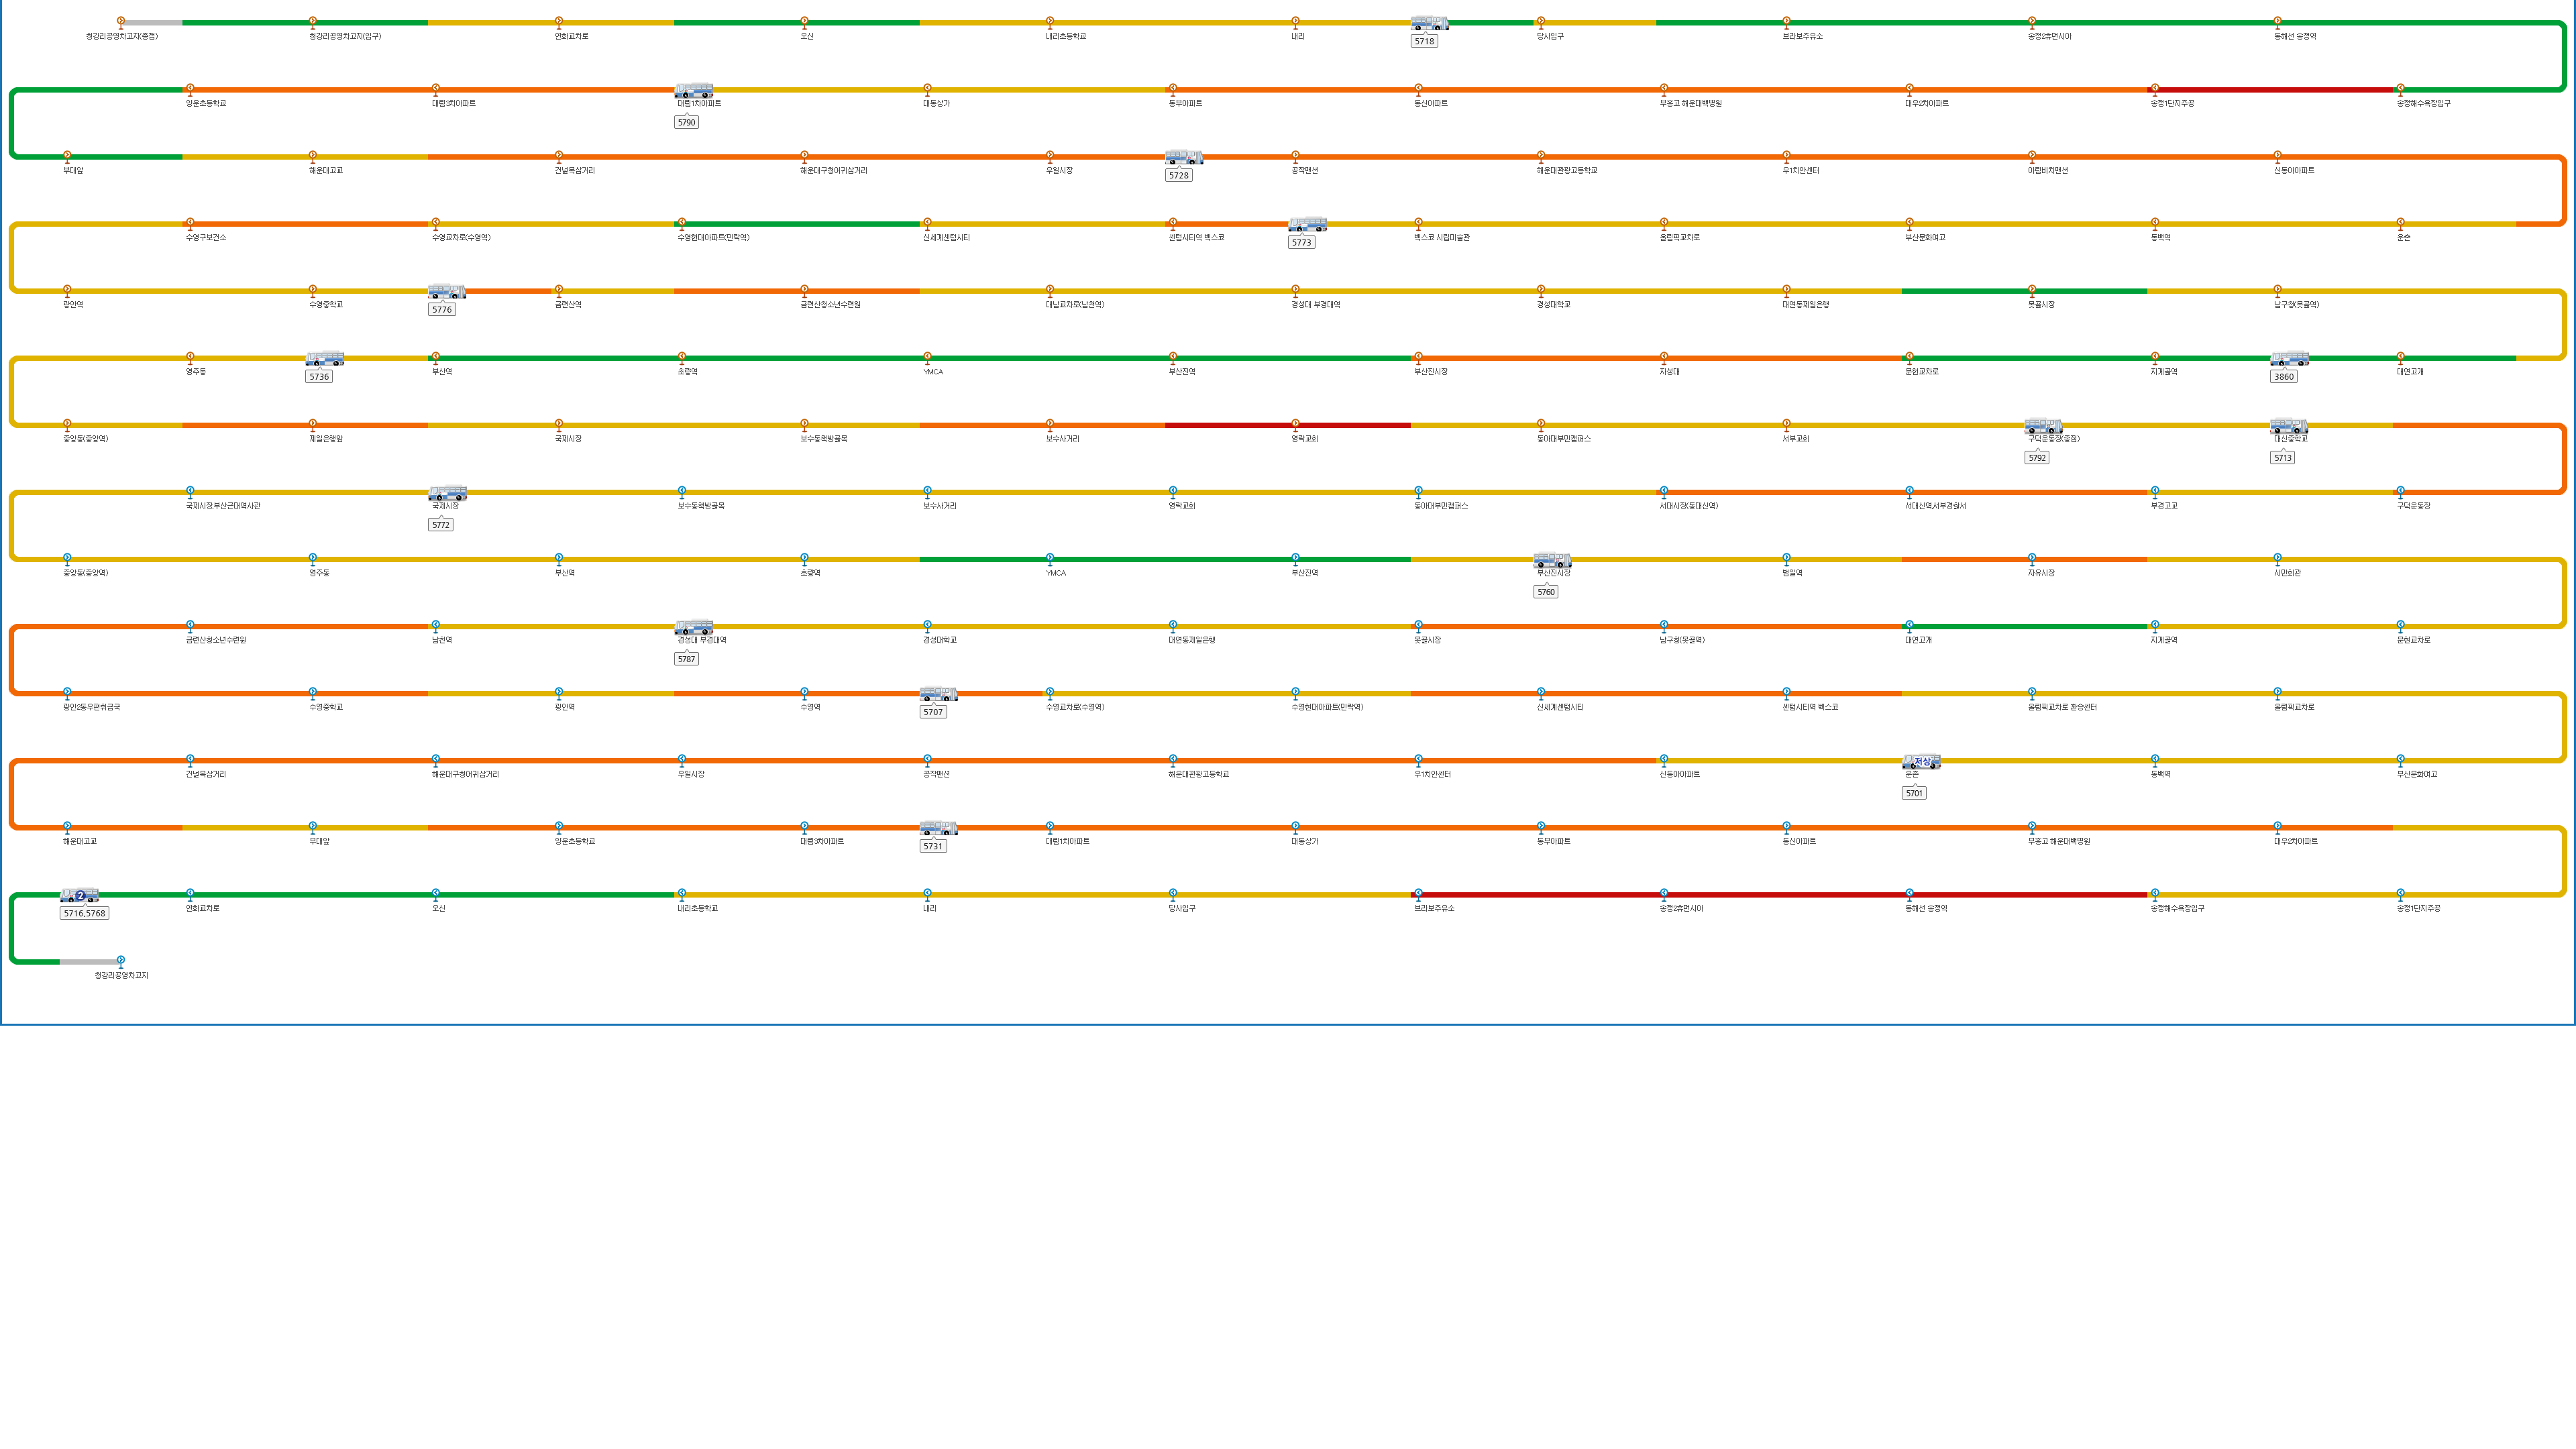 청강리공영차고지(종점) 청강리공영차고지(입구) 연화교차로 오신 내리초등학교 내리 당사입구 브라보주유소 송정2휴먼시아 동해선 송정역
5718
양운초등학교 대림3차아파트 대림1차아파트 대동상가 동부아파트 동신아파트 부흥고 해운대백병원 대우2차아파트 송정1단지주공 송정해수욕장입구
5790
부대앞 해운대고교 건널목삼거리 해운대구청어귀삼거리 우일시장 공작맨션 해운대관광고등학교 우1치안센터 아람비치맨션 신동아아파트
5728
수영구보건소 수영교차로(수영역) 수영현대아파트(민락역) 신세계센텀시티 센텀시티역 벡스코 벡스코 시립미술관 올림픽교차로 부산문화여고 동백역 운촌
5773
광안역 수영중학교 금련산역 금련산청소년수련원 대남교차로(남천역) 경성대 부경대역 경성대학교 대연동제일은행 못골시장 남구청(못골역)
5776
영주동 부산역 초량역 YMCA 부산진역 부산진시장 자성대 문현교차로 지게골역 대연고개
5736 3860
중앙동(중앙역) 제일은행앞 국제시장 보수동책방골목 보수사거리 영락교회 동아대부민캠퍼스 서부교회 구덕운동장(종점) 대신중학교
5792 5713
국제시장.부산근대역사관 국제시장 보수동책방골목 보수사거리 영락교회 동아대부민캠퍼스 서대시장(동대신역) 서대신역.서부경찰서 부경고교 구덕운동장
5772
중앙동(중앙역) 영주동 부산역 초량역 YMCA 부산진역 부산진시장 범일역 자유시장 시민회관
5760
금련산청소년수련원 남천역 경성대 부경대역 경성대학교 대연동제일은행 못골시장 남구청(못골역) 대연고개 지게골역 문현교차로
5787
광안2동우편취급국 수영중학교 광안역 수영역 수영교차로(수영역) 수영현대아파트(민락역) 신세계센텀시티 센텀시티역 벡스코 올림픽교차로 환승센터 올림픽교차로
5707
건널목삼거리 해운대구청어귀삼거리 우일시장 공작맨션 해운대관광고등학교 우1치안센터 신동아아파트 저상 운촌 동백역 부산문화여고
5701
해운대고교 부대앞 양운초등학교 대림3차아파트 대림1차아파트 대동상가 동부아파트 동신아파트 부흥고 해운대백병원 대우2차아파트
5731
2 연화교차로 오신 내리초등학교 내리 당사입구 브라보주유소 송정2휴먼시아 동해선 송정역 송정해수욕장입구 송정1단지주공
5716,5768
청강리공영차고지